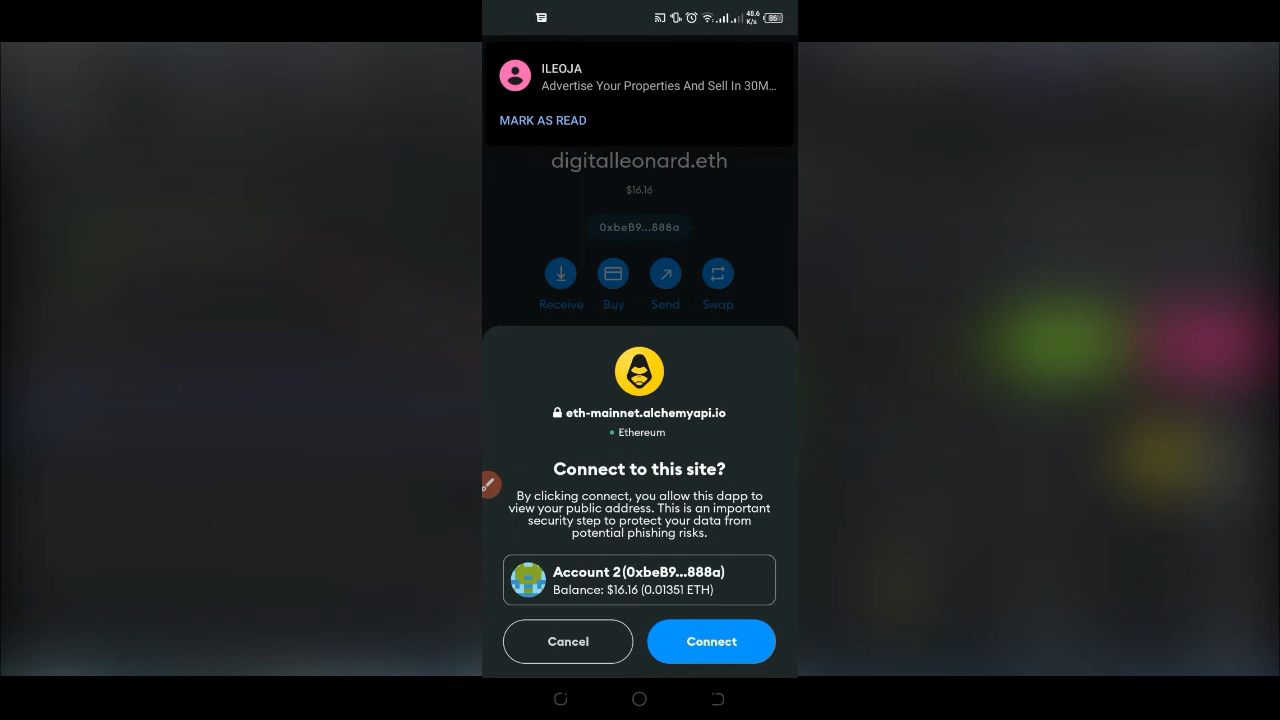 48.6
K/s
86
ILEOJA
Advertise Your Properties And Sell In 30M...
MARK AS READ
digitalleonard.eth
$16.16
0xbeB9...888a
Receive
Buy
Send
Swap
eth-mainnet.alchemyapi.io
Ethereum
Connect to this site?
By clicking connect, you allow this dapp to
view your public address. This is an important
security step to protect your data from
potential phishing risks.
Account 2 (0xbeB9...888a)
Balance: $16.16 (0.01351 ETH)
Cancel
Connect